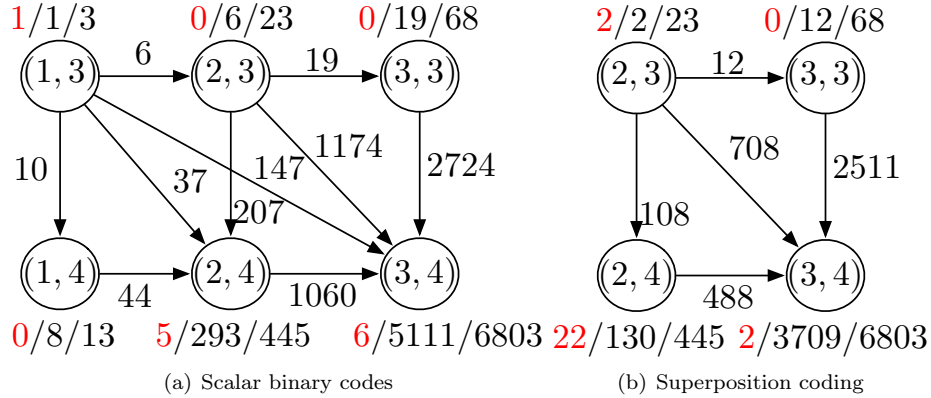 1/1/3 0/6/23 0/19/68 2/2/23 0/12/68
6 19 12
(1, 3) (2, 3) (3, 3) (2, 3) (3, 3)
10 37 207 147 1174 2724 108 708 2511
(1, 4) (2, 4) (3, 4) (2, 4) (3, 4)
44 1060 488
0/8/13 5/293/445 6/5111/6803 22/130/445 2/3709/6803
(a) Scalar binary codes (b) Superposition coding